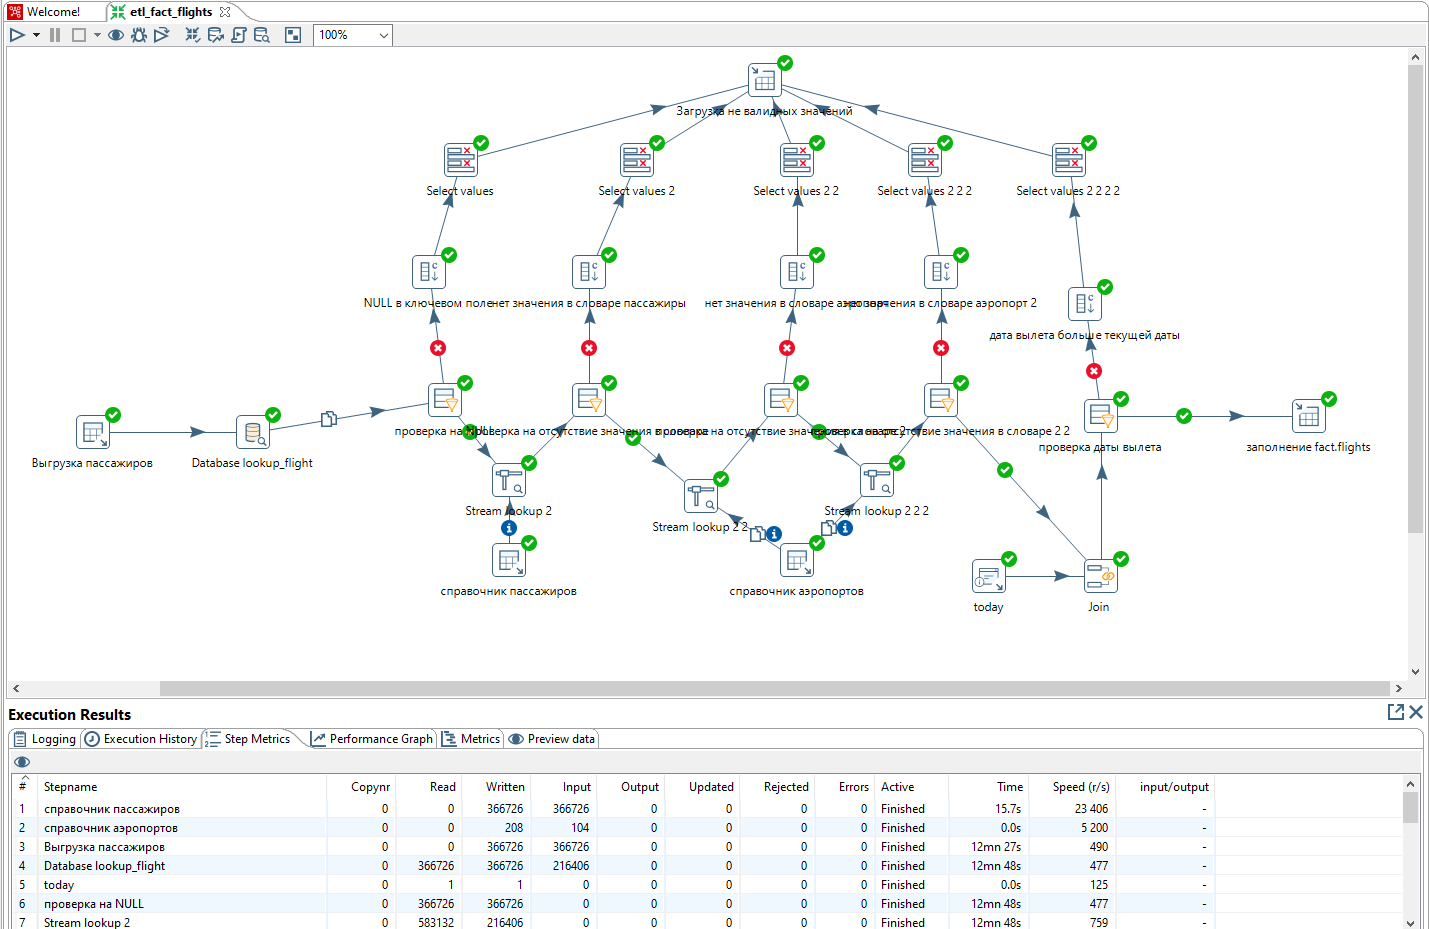 Welcome!
etl_fact_flights
100%
Загрузка не валидных значений
Select values
Select values 2
Select values 2 2
Select values 2 2 2
Select values 2 2 2 2
NULL в ключевом поле
нет значения в словаре пассажиры
нет значения в словаре аэропорт
нет значения в словаре аэропорт 2
дата вылета больше текущей даты
Выгрузка пассажиров
Database lookup_flight
проверка на NULL
проверка на отсутствие значения в словаре
проверка на отсутствие значения в словаре 2
проверка на отсутствие значения в словаре 2 2
проверка даты вылета
заполнение fact.flights
Stream lookup 2
Stream lookup 2 2
Stream lookup 2 2 2
справочник пассажиров
справочник аэропортов
today
Join
Execution Results
Logging Execution History Step Metrics Performance Graph Metrics Preview data
# Stepname Copynr Read Written Input Output Updated Rejected Errors Active Time Speed (r/s) input/output
1 справочник пассажиров 0 0 366726 366726 0 0 0 0 Finished 15.7s 23 406 -
2 справочник аэропортов 0 0 208 104 0 0 0 0 Finished 0.0s 5 200 -
3 Выгрузка пассажиров 0 0 366726 366726 0 0 0 0 Finished 12mn 27s 490 -
4 Database lookup_flight 0 366726 366726 216406 0 0 0 0 Finished 12mn 48s 477 -
5 today 0 1 1 0 0 0 0 0 Finished 0.0s 125 -
6 проверка на NULL 0 366726 366726 0 0 0 0 0 Finished 12mn 48s 477 -
7 Stream lookup 2 0 583132 216406 0 0 0 0 0 Finished 12mn 48s 759 -